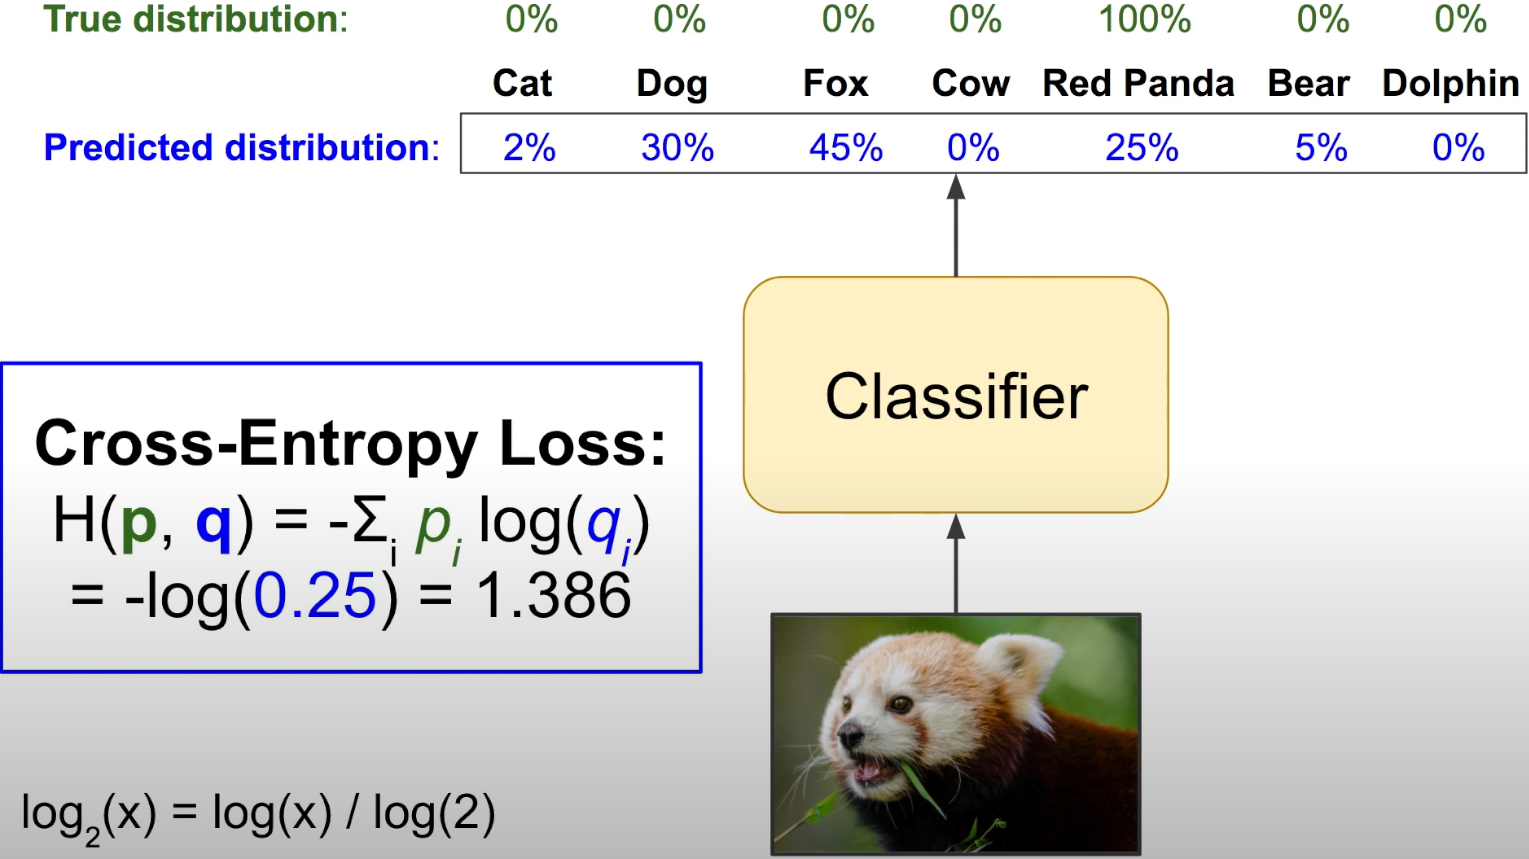 True distribution: 0% 0% 0% 0% 100% 0% 0%
Cat Dog Fox Cow Red Panda Bear Dolphin
Predicted distribution: 2% 30% 45% 0% 25% 5% 0%
Classifier
Cross-Entropy Loss:
H(p, q) = -Σᵢ pᵢ log(qᵢ)
= -log(0.25) = 1.386
log₂(x) = log(x) / log(2)